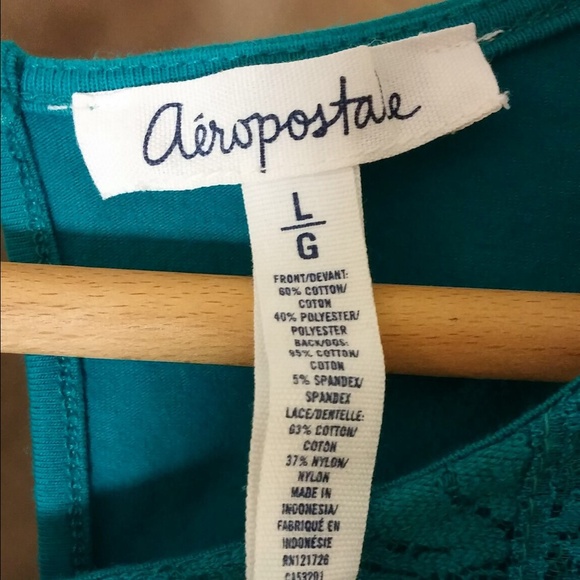 aéropostale
L
G
FRONT/DEVANT:
60% COTTON/
COTON
40% POLYESTER/
POLYESTER
BACK/DOS:
95% COTTON/
COTON
5% SPANDEX/
SPANDEX
LACE/DENTELLE:
63% COTTON/
COTON
37% NYLON/
NYLON
MADE IN
INDONESIA/
FABRIQUÉ EN
INDONÉSIE
RN121726
CA53201